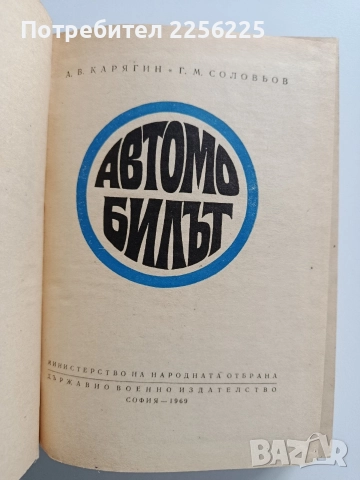 Потребител 2256225
А. В. КАРЯГИН • Г. М. СОЛОВЬОВ
АВТОМО
БИЛЪТ
МИНИСТЕРСТВО НА НАРОДНАТА ОТБРАНА
ДЪРЖАВНО ВОЕННО ИЗДАТЕЛСТВО
СОФИЯ—1969
bazar